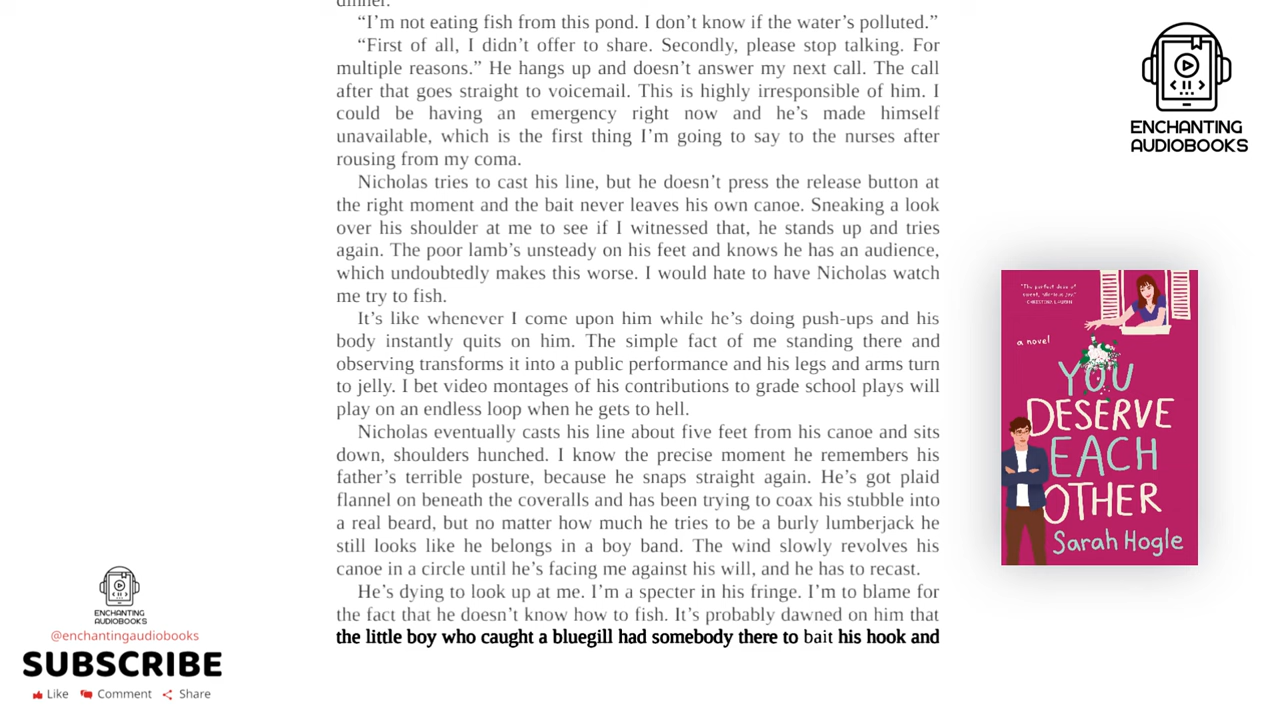 dinner.
“I’m not eating fish from this pond. I don’t know if the water’s polluted.”
“First of all, I didn’t offer to share. Secondly, please stop talking. For
multiple reasons.” He hangs up and doesn’t answer my next call. The call
after that goes straight to voicemail. This is highly irresponsible of him. I
could be having an emergency right now and he’s made himself
unavailable, which is the first thing I’m going to say to the nurses after
rousing from my coma.
Nicholas tries to cast his line, but he doesn’t press the release button at
the right moment and the bait never leaves his own canoe. Sneaking a look
over his shoulder at me to see if I witnessed that, he stands up and tries
again. The poor lamb’s unsteady on his feet and knows he has an audience,
which undoubtedly makes this worse. I would hate to have Nicholas watch
me try to fish.
It’s like whenever I come upon him while he’s doing push-ups and his
body instantly quits on him. The simple fact of me standing there and
observing transforms it into a public performance and his legs and arms turn
to jelly. I bet video montages of his contributions to grade school plays will
play on an endless loop when he gets to hell.
Nicholas eventually casts his line about five feet from his canoe and sits
down, shoulders hunched. I know the precise moment he remembers his
father’s terrible posture, because he snaps straight again. He’s got plaid
flannel on beneath the coveralls and has been trying to coax his stubble into
a real beard, but no matter how much he tries to be a burly lumberjack he
still looks like he belongs in a boy band. The wind slowly revolves his
canoe in a circle until he’s facing me against his will, and he has to recast.
He’s dying to look up at me. I’m a specter in his fringe. I’m to blame for
the fact that he doesn’t know how to fish. It’s probably dawned on him that
the little boy who caught a bluegill had somebody there to bait his hook and
ENCHANTING
AUDIOBOOKS
a novel
YOU
DESERVE
EACH
OTHER
Sarah Hogle
ENCHANTING
AUDIOBOOKS
@enchantingaudiobooks
SUBSCRIBE
Like Comment Share